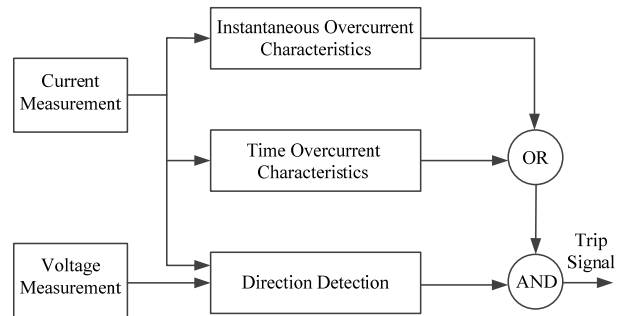 Instantaneous Overcurrent
Characteristics
Current
Measurement
Time Overcurrent
Characteristics
OR
Voltage
Measurement
Direction Detection
AND
Trip
Signal